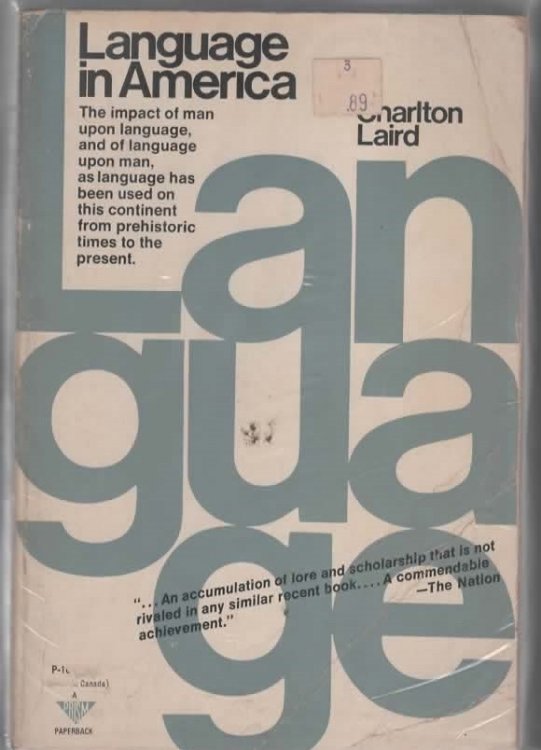 Language
in America
The impact of man
upon language,
and of language
upon man,
as language has
been used on
this continent
from prehistoric
times to the
present.
3
.89
Charlton
Laird
Lan
gua
ge
"... An accumulation of lore and scholarship that is not
rivaled in any similar recent book.... A commendable
achievement."
—The Nation
Canada)
A
PRISM
PAPERBACK